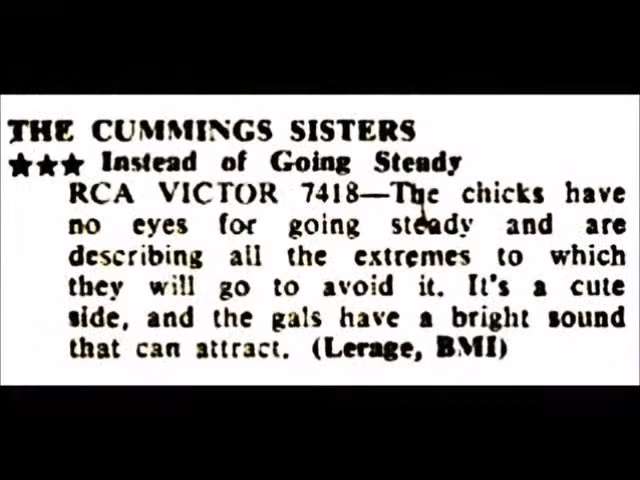 THE CUMMINGS SISTERS
★★★ Instead of Going Steady
RCA VICTOR 7418—The chicks have
no eyes for going steady and are
describing all the extremes to which
they will go to avoid it. It's a cute
side, and the gals have a bright sound
that can attract. (Lerage, BMI)